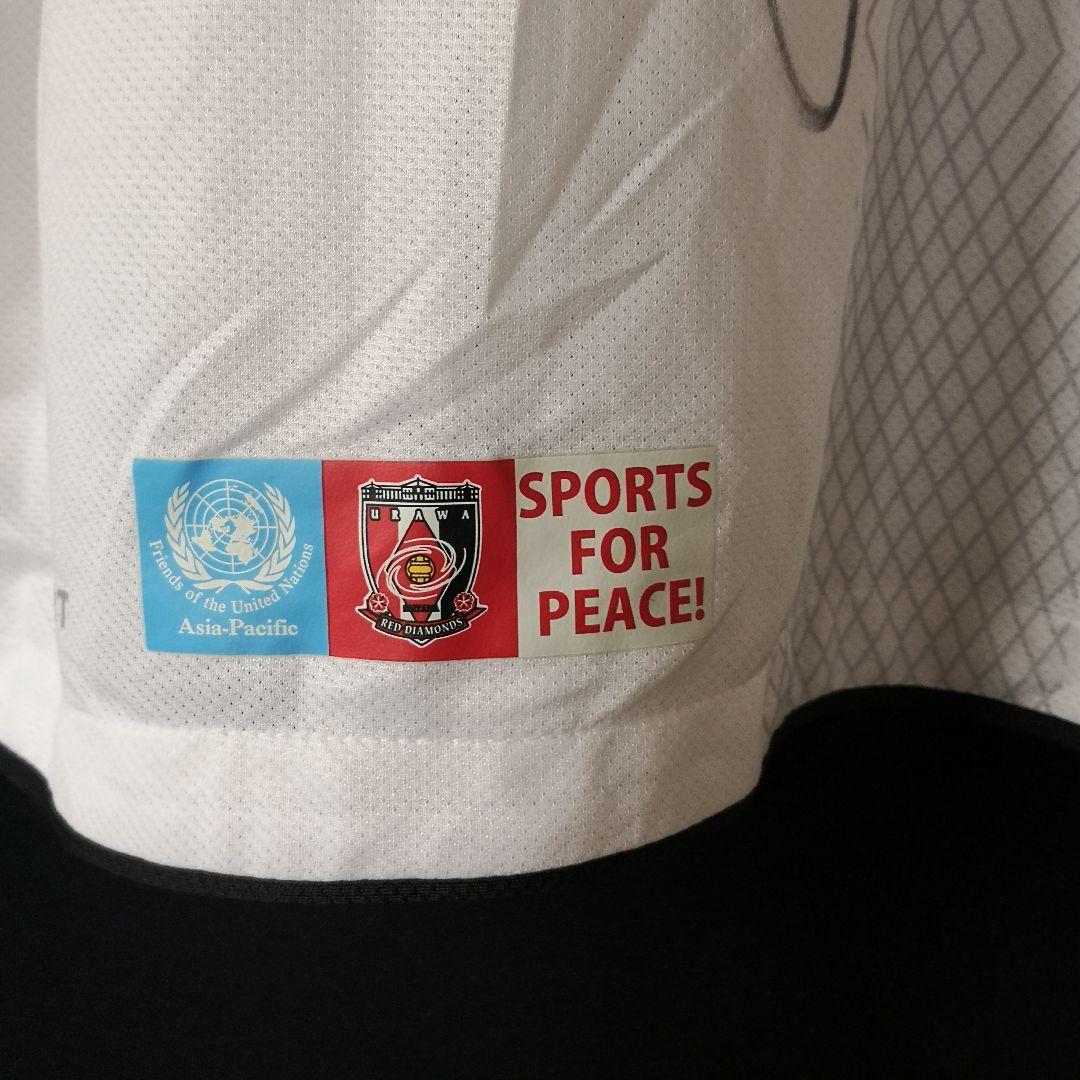 Friends of the United Nations
Asia-Pacific
URAWA
RED DIAMONDS
SPORTS
FOR
PEACE!